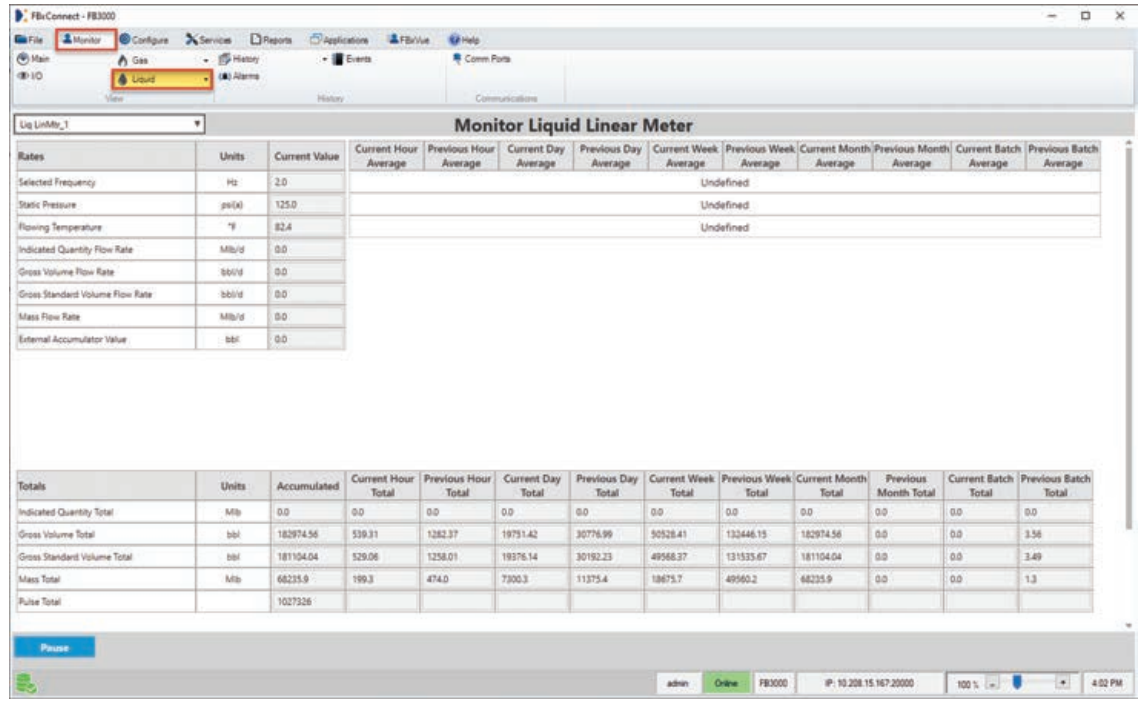 FBxConnect - FB3000
File Monitor Configure Services Reports Applications FBxVue Help
Main Gas History Events Comm Ports
I/O Liquid Alarms
View History Communications
Liq LinMtr_1 Monitor Liquid Linear Meter
Rates Units Current Value Current Hour Average Previous Hour Average Current Day Average Previous Day Average Current Week Average Previous Week Average Current Month Average Previous Month Average Current Batch Average Previous Batch Average
Selected Frequency Hz 2.0 Undefined
Static Pressure psi(a) 125.0 Undefined
Flowing Temperature °F 82.4 Undefined
Indicated Quantity Flow Rate Mlb/d 0.0
Gross Volume Flow Rate bbl/d 0.0
Gross Standard Volume Flow Rate bbl/d 0.0
Mass Flow Rate Mlb/d 0.0
External Accumulator Value bbl 0.0
Totals Units Accumulated Current Hour Total Previous Hour Total Current Day Total Previous Day Total Current Week Total Previous Week Total Current Month Total Previous Month Total Current Batch Total Previous Batch Total
Indicated Quantity Total Mlb 0.0 0.0 0.0 0.0 0.0 0.0 0.0 0.0 0.0 0.0 0.0
Gross Volume Total bbl 182974.56 539.31 1282.37 19751.42 30776.99 50528.41 132446.15 182974.56 0.0 0.0 3.56
Gross Standard Volume Total bbl 181104.04 529.06 1258.01 19376.14 30192.23 49568.37 131535.67 181104.04 0.0 0.0 3.49
Mass Total Mlb 68235.9 199.3 474.0 7300.3 11375.4 18675.7 49560.2 68235.9 0.0 0.0 1.3
Pulse Total 1027326
Pause
admin Online FB3000 IP: 10.208.15.167:20000 100 % - + 4:02 PM